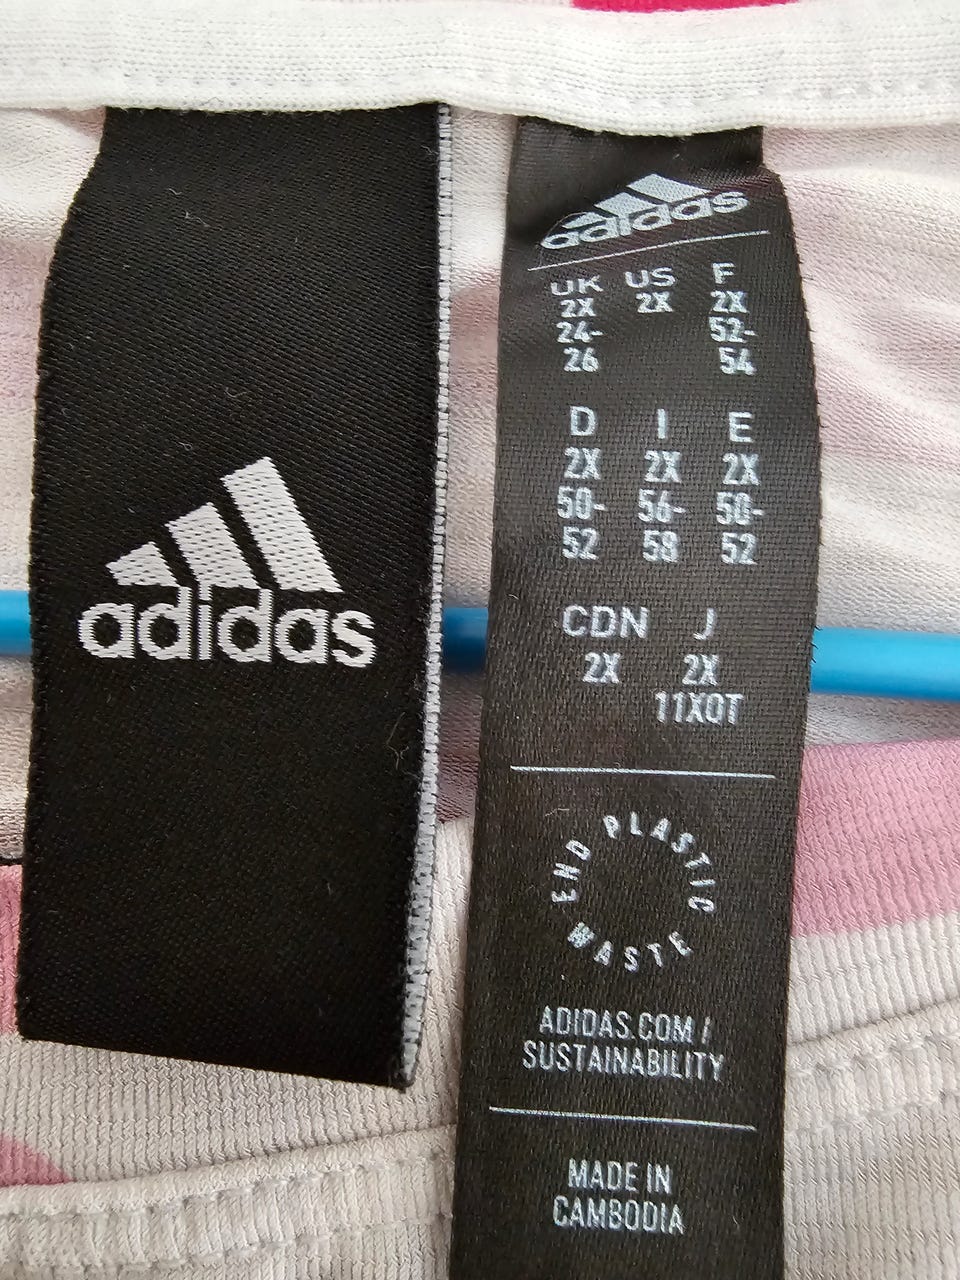 adidas
adidas
UK US F
2X 2X 2X
24- 52-
26 54
D I E
2X 2X 2X
50- 56- 50-
52 58 52
CDN J
2X 2X
11XOT
END PLASTIC WASTE
ADIDAS.COM/
SUSTAINABILITY
MADE IN
CAMBODIA